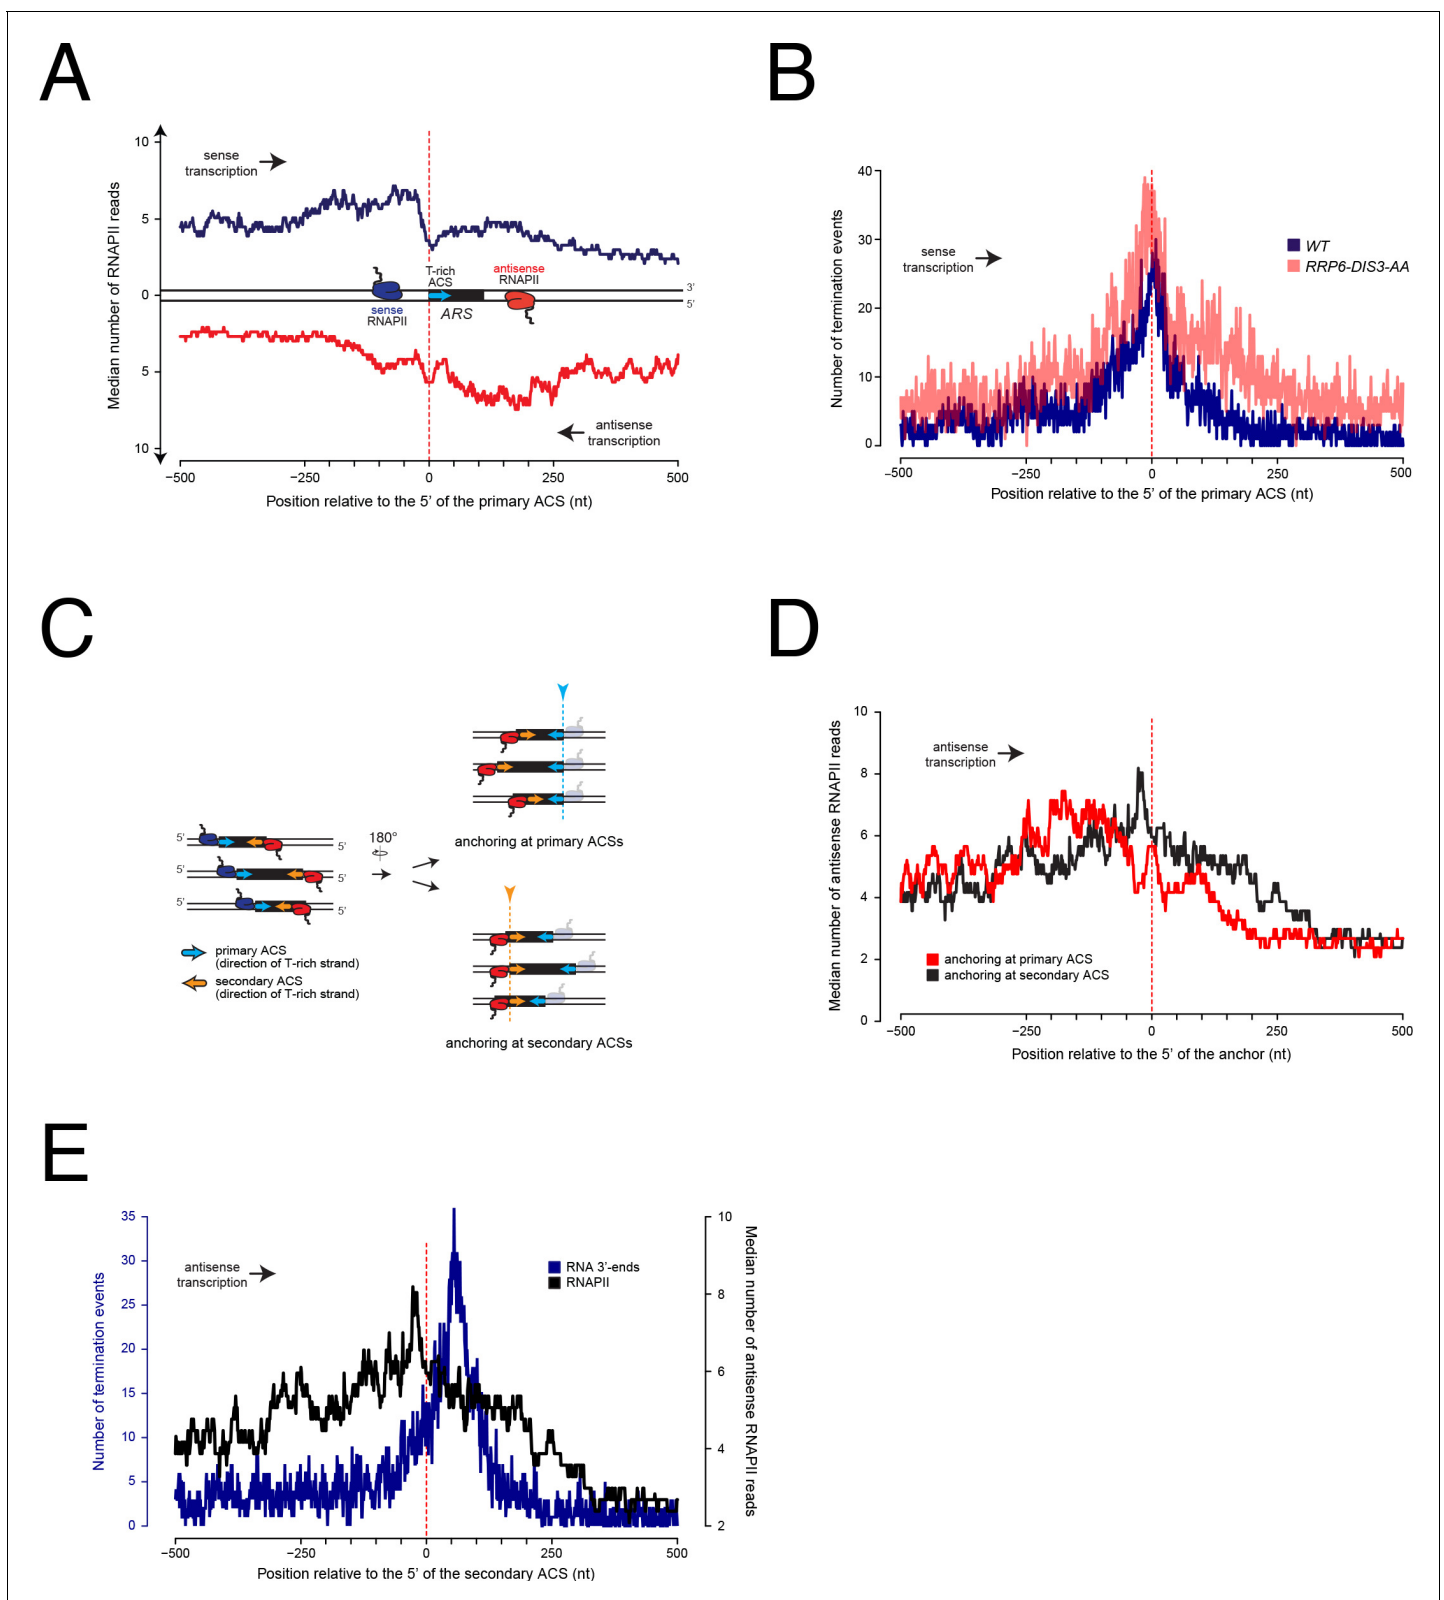 A
Median number of RNAPII reads
10
5
0
5
10
sense
transcription
T-rich
ACS
antisense
RNAPII
sense
RNAPII
ARS
3'
5'
antisense
transcription
−500
−250
0
250
500
Position relative to the 5' of the primary ACS (nt)
B
Number of termination events
40
30
20
10
0
sense
transcription
WT
RRP6-DIS3-AA
−500
−250
0
250
500
Position relative to the 5' of the primary ACS (nt)
C
5'
5'
5'
5'
5'
5'
180°
primary ACS
(direction of T-rich strand)
secondary ACS
(direction of T-rich strand)
anchoring at primary ACSs
anchoring at secondary ACSs
D
Median number of antisense RNAPII reads
10
8
6
4
2
0
antisense
transcription
anchoring at primary ACS
anchoring at secondary ACS
−500
−250
0
250
500
Position relative to the 5' of the anchor (nt)
E
Number of termination events
35
30
25
20
15
10
5
0
antisense
transcription
RNA 3'-ends
RNAPII
10
8
6
4
2
Median number of antisense RNAPII reads
−500
−250
0
250
500
Position relative to the 5' of the secondary ACS (nt)